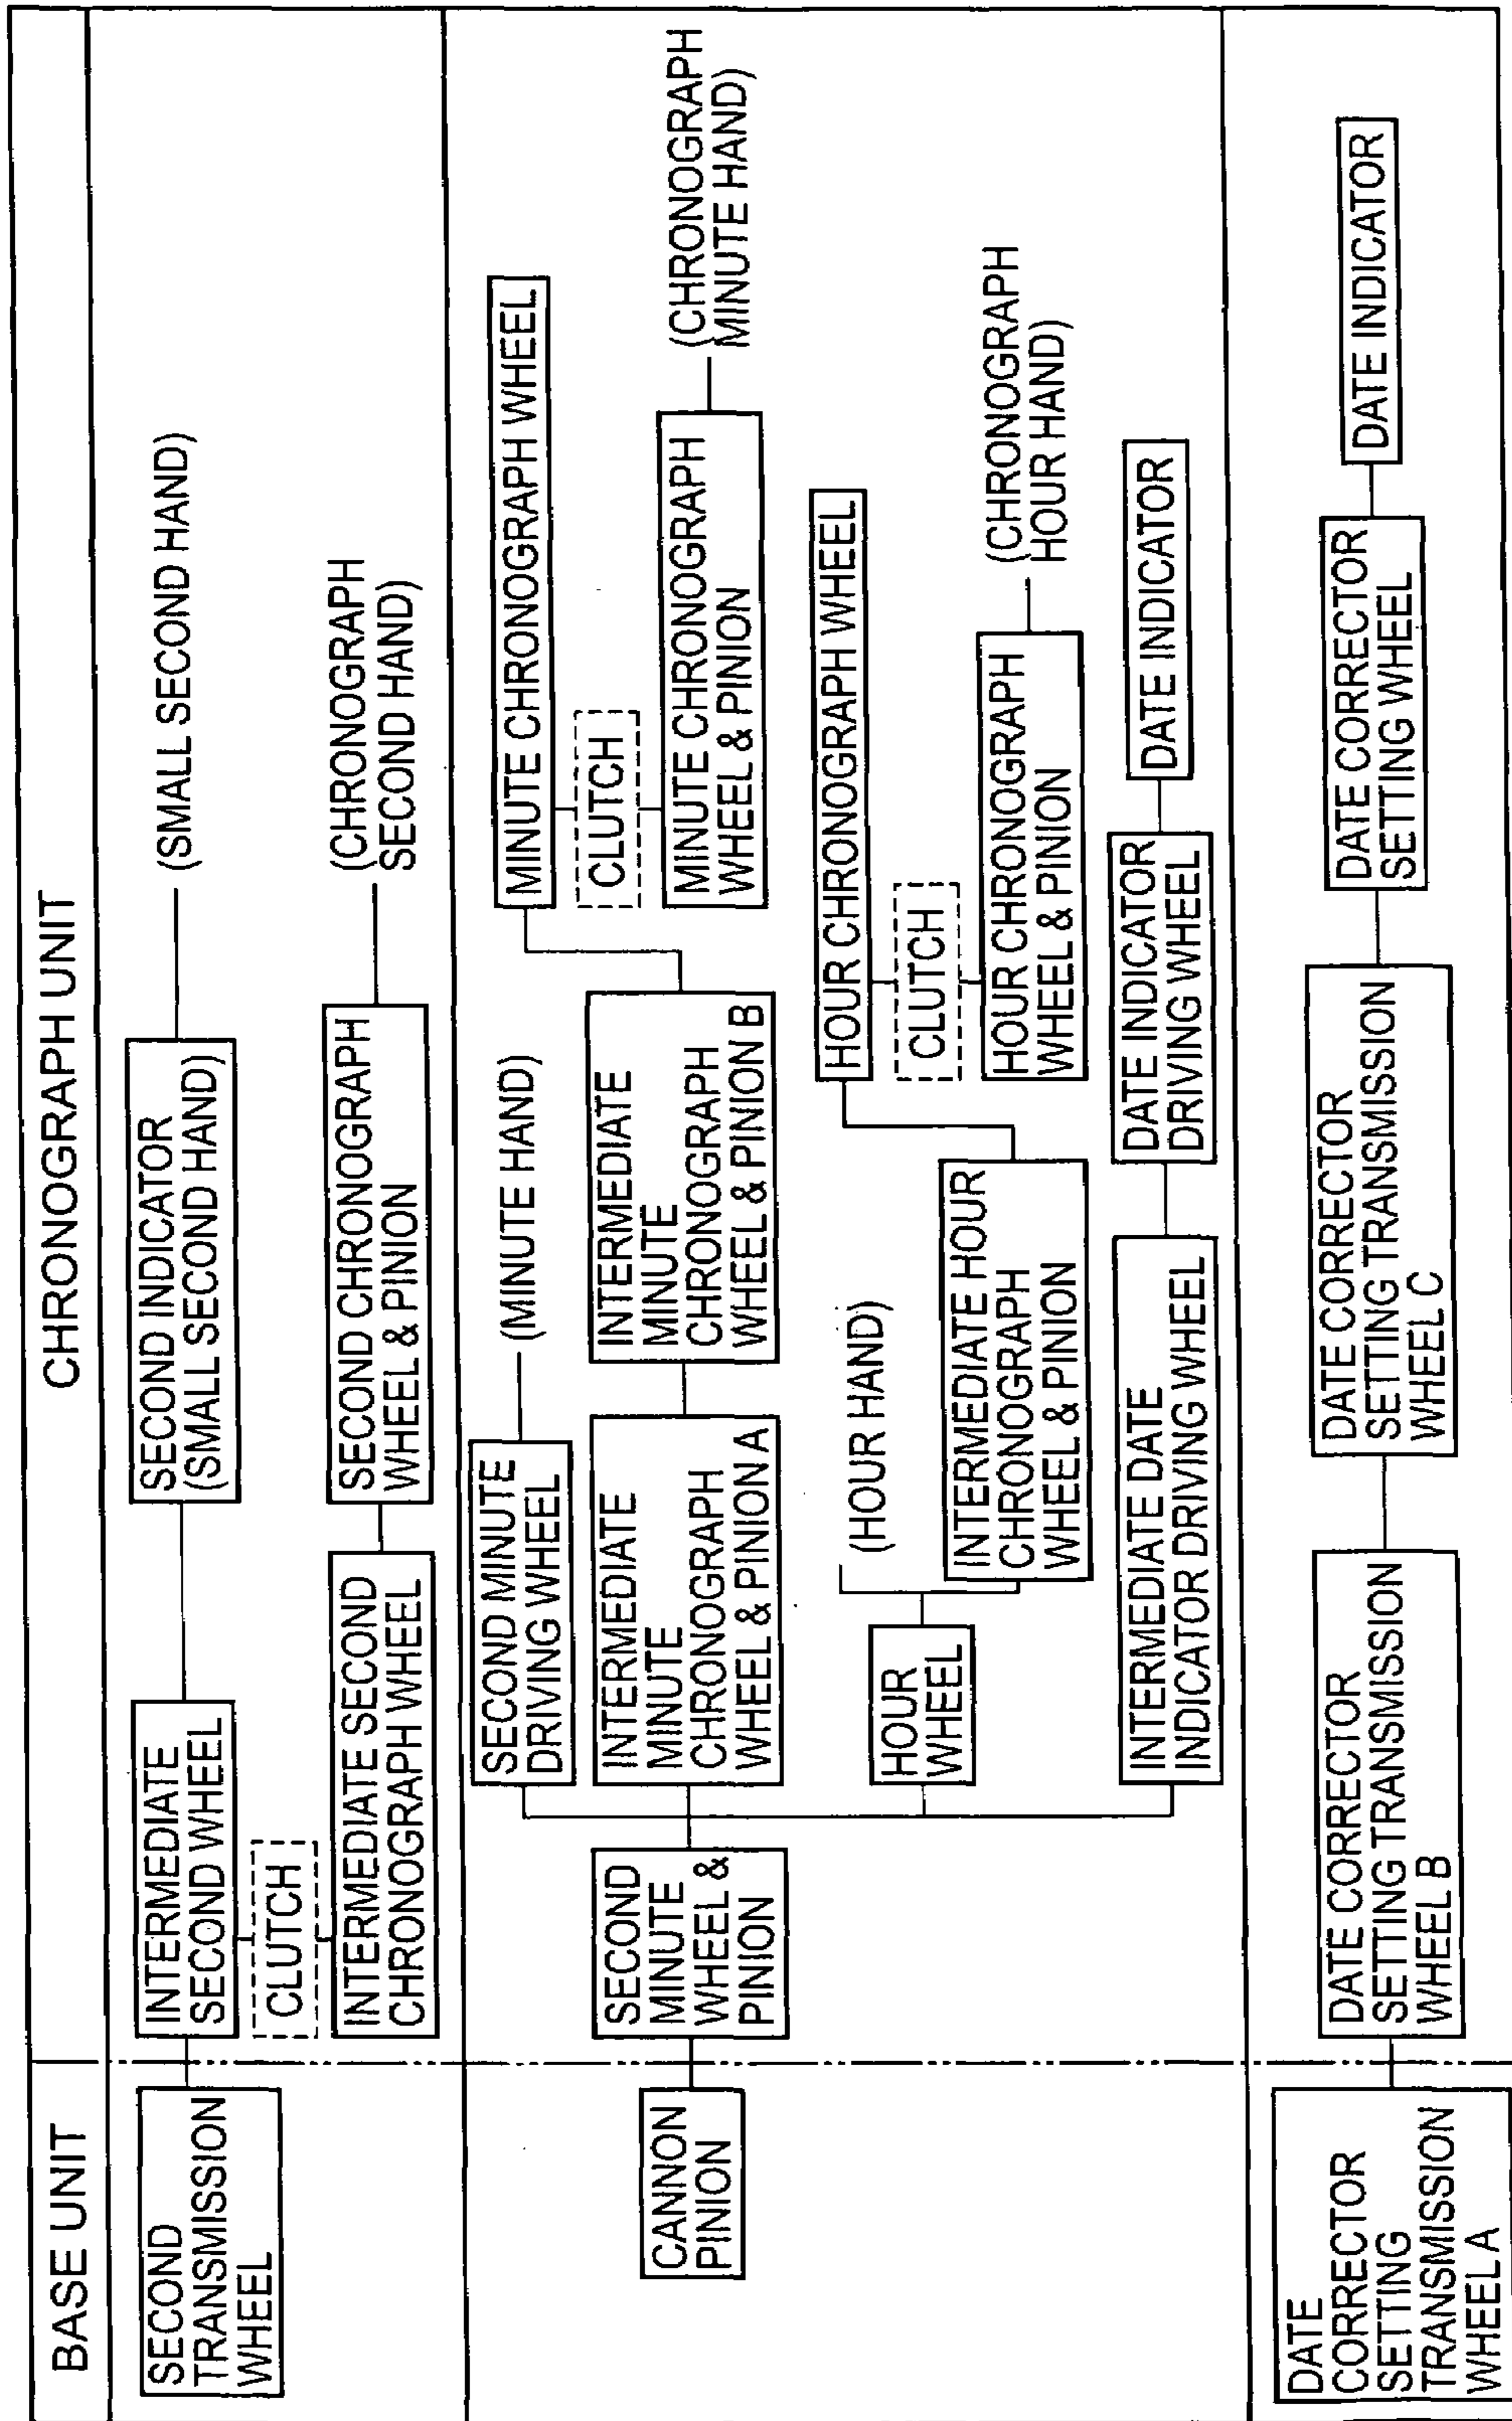 BASE UNIT
CHRONOGRAPH UNIT
SECOND
TRANSMISSION
WHEEL
INTERMEDIATE
SECOND WHEEL
SECOND INDICATOR
(SMALL SECOND HAND)
(SMALL SECOND HAND)
CLUTCH
INTERMEDIATE SECOND
CHRONOGRAPH WHEEL
SECOND CHRONOGRAPH
WHEEL & PINION
(CHRONOGRAPH
SECOND HAND)
CANNON
PINION
SECOND
MINUTE
WHEEL &
PINION
SECOND MINUTE
DRIVING WHEEL
(MINUTE HAND)
INTERMEDIATE
MINUTE
CHRONOGRAPH
WHEEL & PINION A
INTERMEDIATE
MINUTE
CHRONOGRAPH
WHEEL & PINION B
MINUTE CHRONOGRAPH WHEEL
CLUTCH
MINUTE CHRONOGRAPH
WHEEL & PINION
(CHRONOGRAPH
MINUTE HAND)
HOUR
WHEEL
(HOUR HAND)
INTERMEDIATE HOUR
CHRONOGRAPH
WHEEL & PINION
HOUR CHRONOGRAPH WHEEL
CLUTCH
HOUR CHRONOGRAPH
WHEEL & PINION
(CHRONOGRAPH
HOUR HAND)
INTERMEDIATE DATE
INDICATOR DRIVING WHEEL
DATE INDICATOR
DRIVING WHEEL
DATE INDICATOR
DATE
CORRECTOR
SETTING
TRANSMISSION
WHEEL A
DATE CORRECTOR
SETTING TRANSMISSION
WHEEL B
DATE CORRECTOR
SETTING TRANSMISSION
WHEEL C
DATE CORRECTOR
SETTING WHEEL
DATE INDICATOR